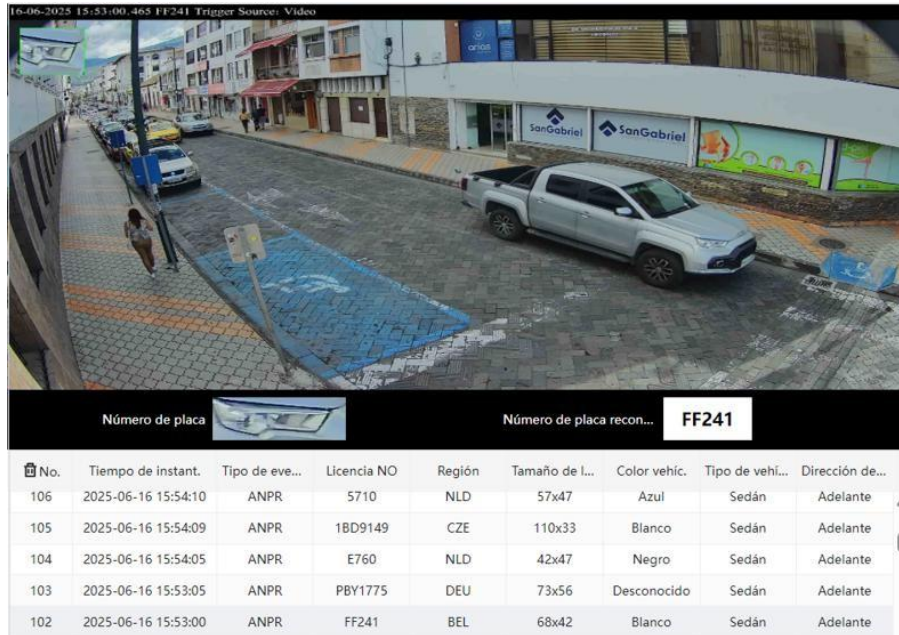 16-06-2025 15:53:00.465 FF241 Trigger Source: Video
arias
SanGabriel
SanGabriel
Número de placa
Número de placa recon...
FF241
No. Tiempo de instant. Tipo de eve... Licencia NO Región Tamaño de l... Color vehíc. Tipo de vehí... Dirección de...
106 2025-06-16 15:54:10 ANPR 5710 NLD 57x47 Azul Sedán Adelante
105 2025-06-16 15:54:09 ANPR 1BD9149 CZE 110x33 Blanco Sedán Adelante
104 2025-06-16 15:54:05 ANPR E760 NLD 42x47 Negro Sedán Adelante
103 2025-06-16 15:53:05 ANPR PBY1775 DEU 73x56 Desconocido Sedán Adelante
102 2025-06-16 15:53:00 ANPR FF241 BEL 68x42 Blanco Sedán Adelante